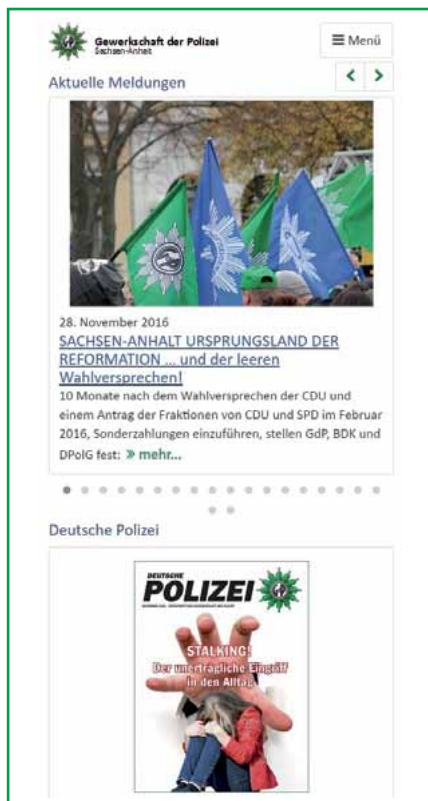 Gewerkschaft der Polizei
Sachsen-Anhalt
Menü
Aktuelle Meldungen
28. November 2016
SACHSEN-ANHALT URSPRUNGSLAND DER
REFORMATION ... und der leeren
Wahlversprechen!
10 Monate nach dem Wahlversprechen der CDU und
einem Antrag der Fraktionen von CDU und SPD im Februar
2016, Sonderzahlungen einzuführen, stellen GdP, BDK und
DPolG fest: » mehr...
Deutsche Polizei
DEUTSCHE
POLIZEI
STALKING!
Der unerträgliche Eingriff
in den Alltag